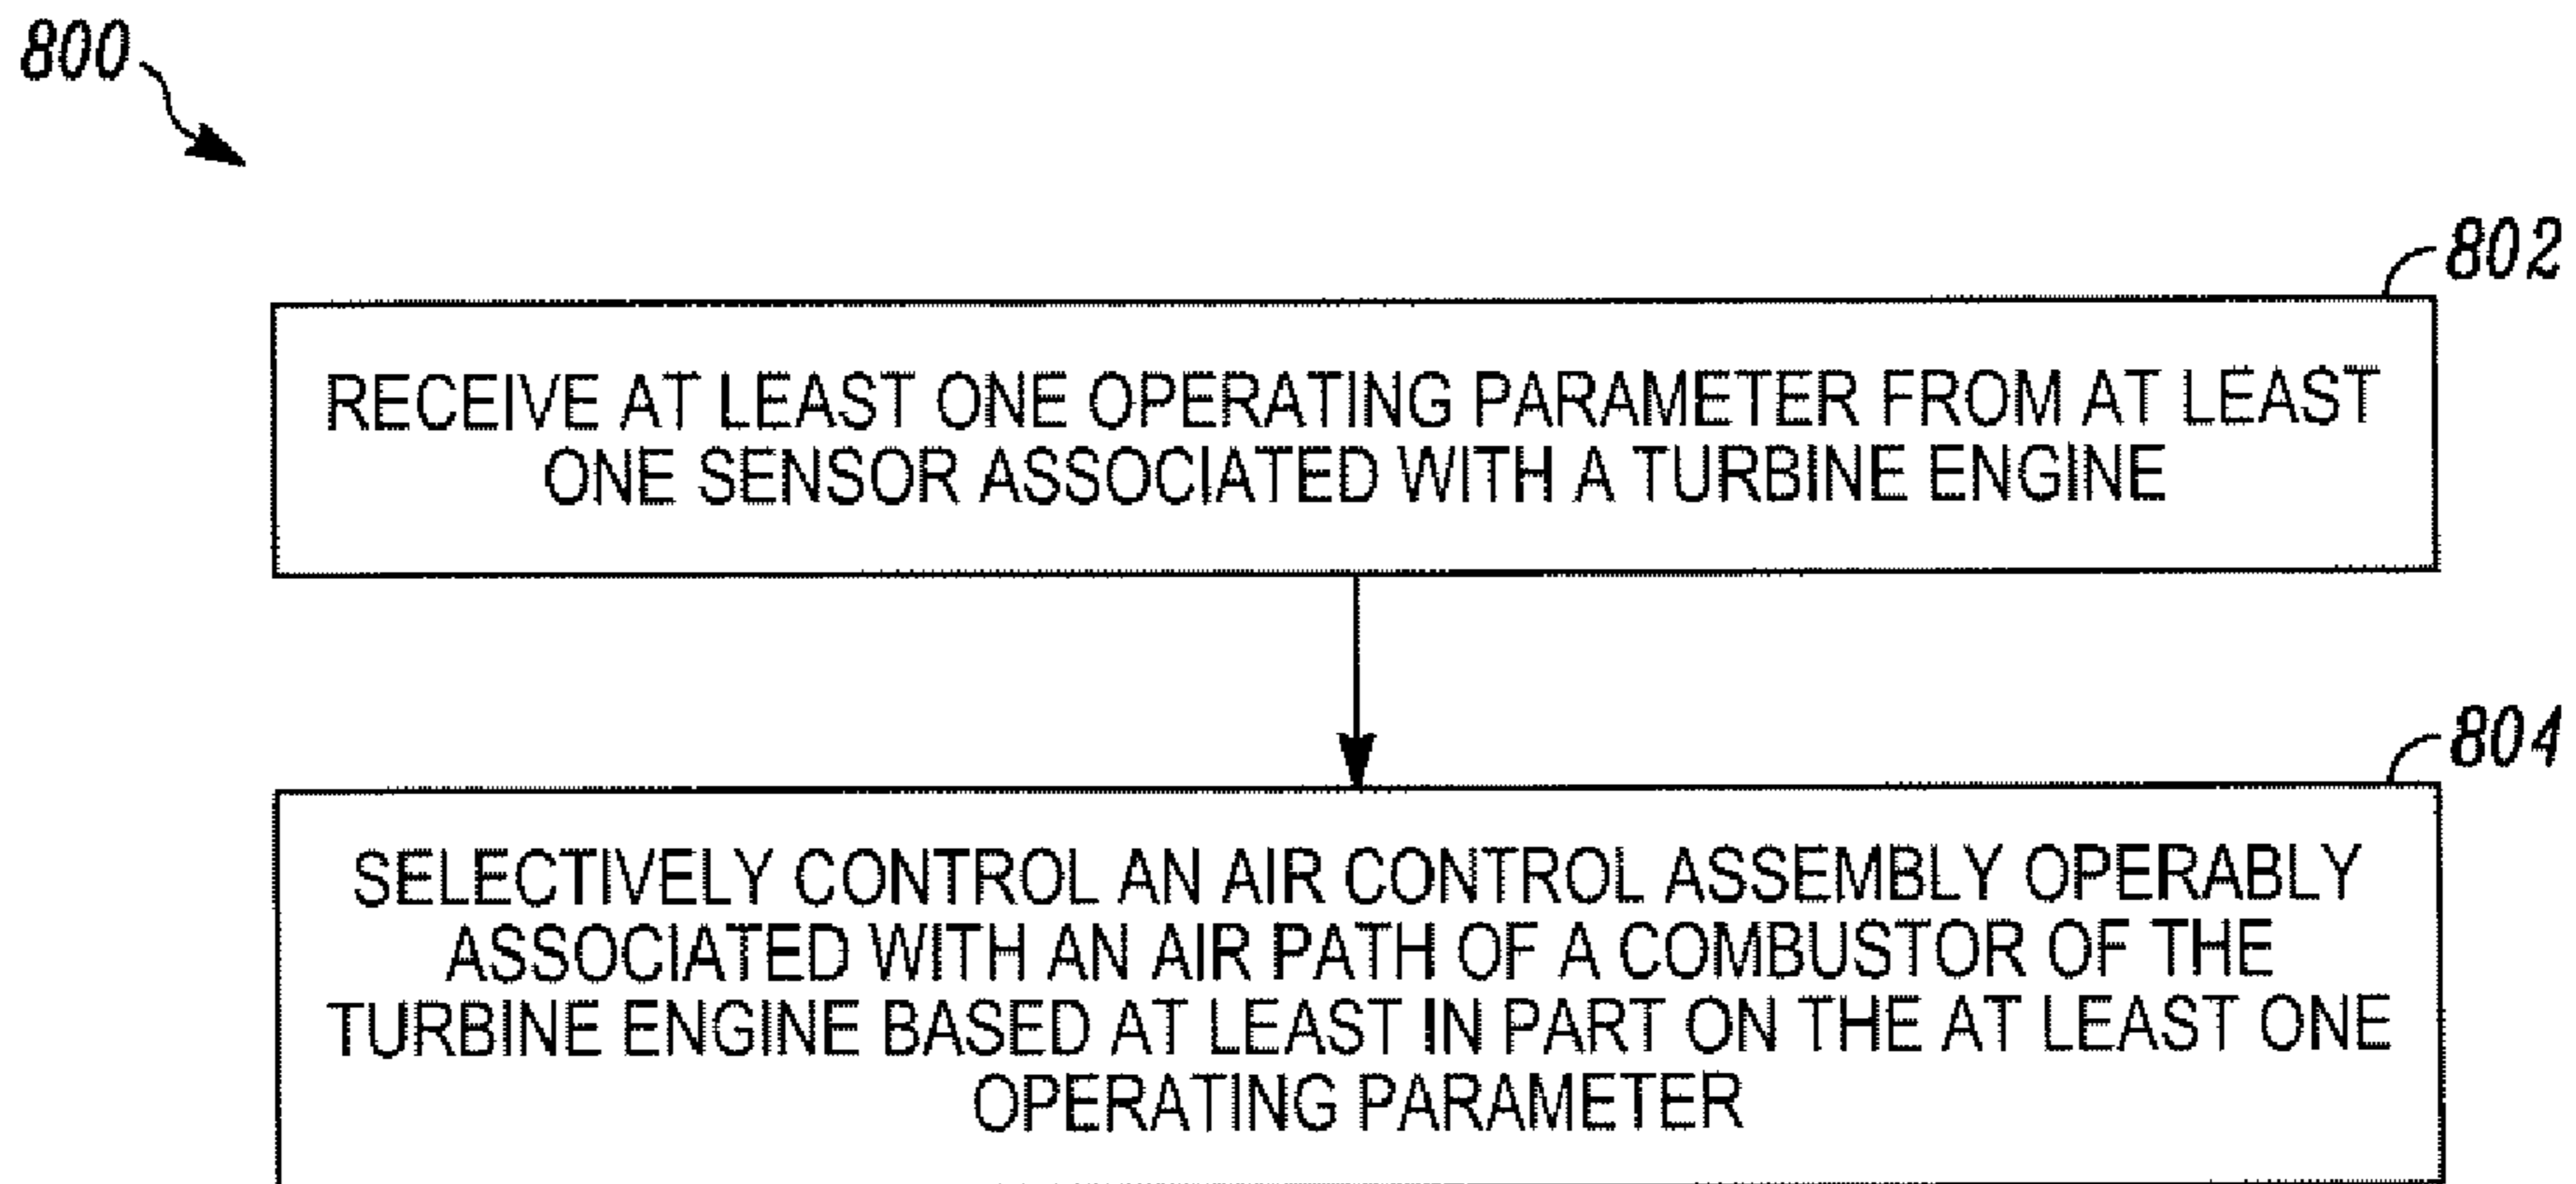 800
802
RECEIVE AT LEAST ONE OPERATING PARAMETER FROM AT LEAST
ONE SENSOR ASSOCIATED WITH A TURBINE ENGINE
804
SELECTIVELY CONTROL AN AIR CONTROL ASSEMBLY OPERABLY
ASSOCIATED WITH AN AIR PATH OF A COMBUSTOR OF THE
TURBINE ENGINE BASED AT LEAST IN PART ON THE AT LEAST ONE
OPERATING PARAMETER